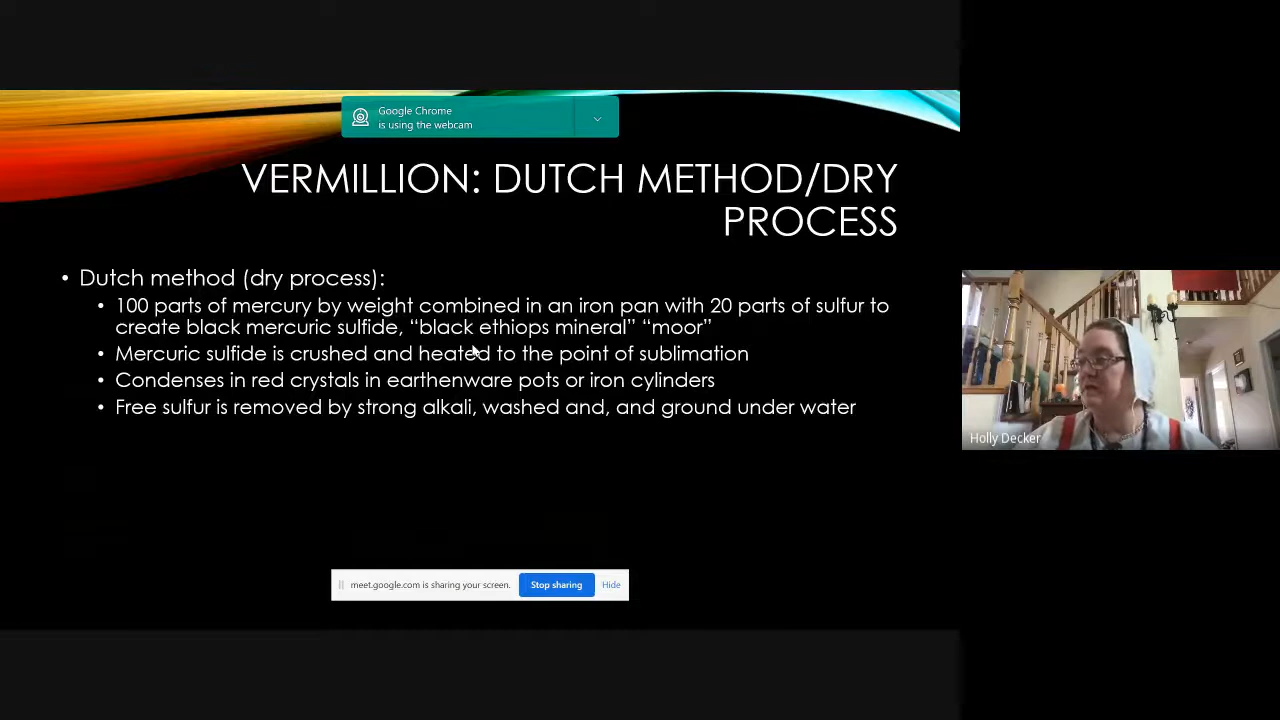 Google Chrome
is using the webcam
VERMILLION: DUTCH METHOD/DRY
PROCESS
• Dutch method (dry process):
• 100 parts of mercury by weight combined in an iron pan with 20 parts of sulfur to
create black mercuric sulfide, “black ethiops mineral” “moor”
• Mercuric sulfide is crushed and heated to the point of sublimation
• Condenses in red crystals in earthenware pots or iron cylinders
• Free sulfur is removed by strong alkali, washed and, and ground under water
Holly Decker
meet.google.com is sharing your screen. Stop sharing Hide